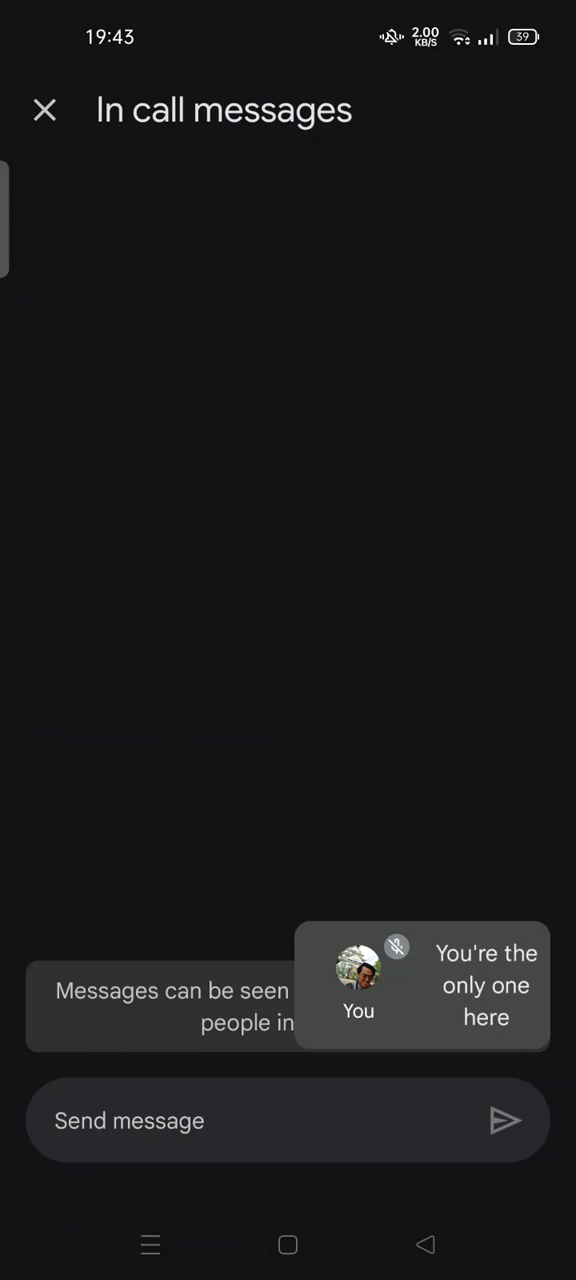 19:43
2.00
KB/S
39
In call messages
Messages can be seen
people in
You
You're the
only one
here
Send message